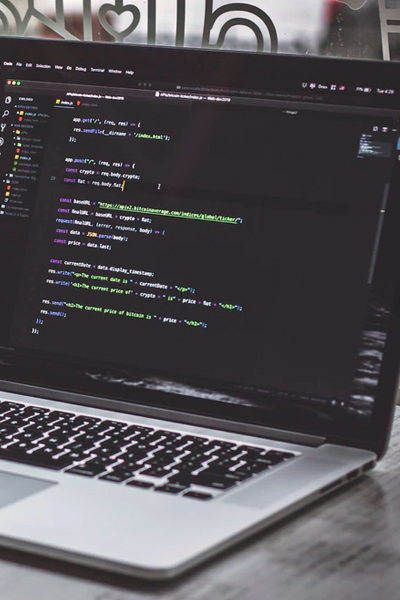 Code File Edit Selection View Go Debug Terminal Window Help
77% Tue 4:29
EXPLORER
index.js
app.get("/", (req, res) => {
res.sendFile(__dirname + "/index.html");
});
app.post("/", (req, res) => {
const crypto = req.body.crypto;
const fiat = req.body.fiat;
const baseURL = "https://apiv2.bitcoinaverage.com/indices/global/ticker/";
const finalURL = baseURL + crypto + fiat;
request(finalURL, (error, response, body) => {
const data = JSON.parse(body);
const price = data.last;
const currentDate = data.display_timestamp;
res.write("<p>The current date is " + currentDate + "</p>");
res.write("<h1>The current price of" + crypto + " is" + price + fiat + "</h1>");
res.send("<h1>The current price of bitcoin is " + price + "</h1>");
res.send();
});
});